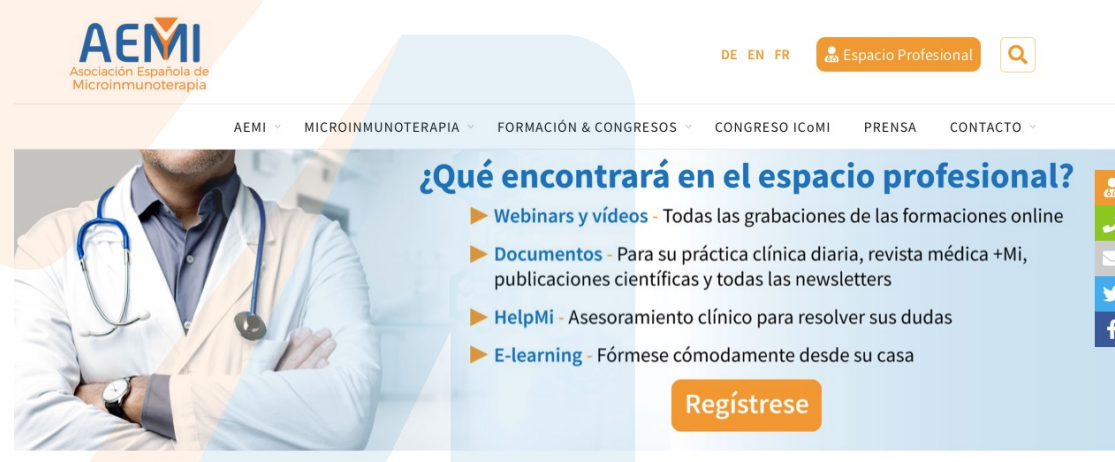 AEMI
Asociación Española de
Microinmunoterapia
DE EN FR
Espacio Profesional
AEMI
MICROINMUNOTERAPIA
FORMACIÓN & CONGRESOS
CONGRESO ICoMI
PRENSA
CONTACTO
¿Qué encontrará en el espacio profesional?
Webinars y vídeos - Todas las grabaciones de las formaciones online
Documentos - Para su práctica clínica diaria, revista médica +Mi,
publicaciones científicas y todas las newsletters
HelpMi - Asesoramiento clínico para resolver sus dudas
E-learning - Fórmese cómodamente desde su casa
Regístrese